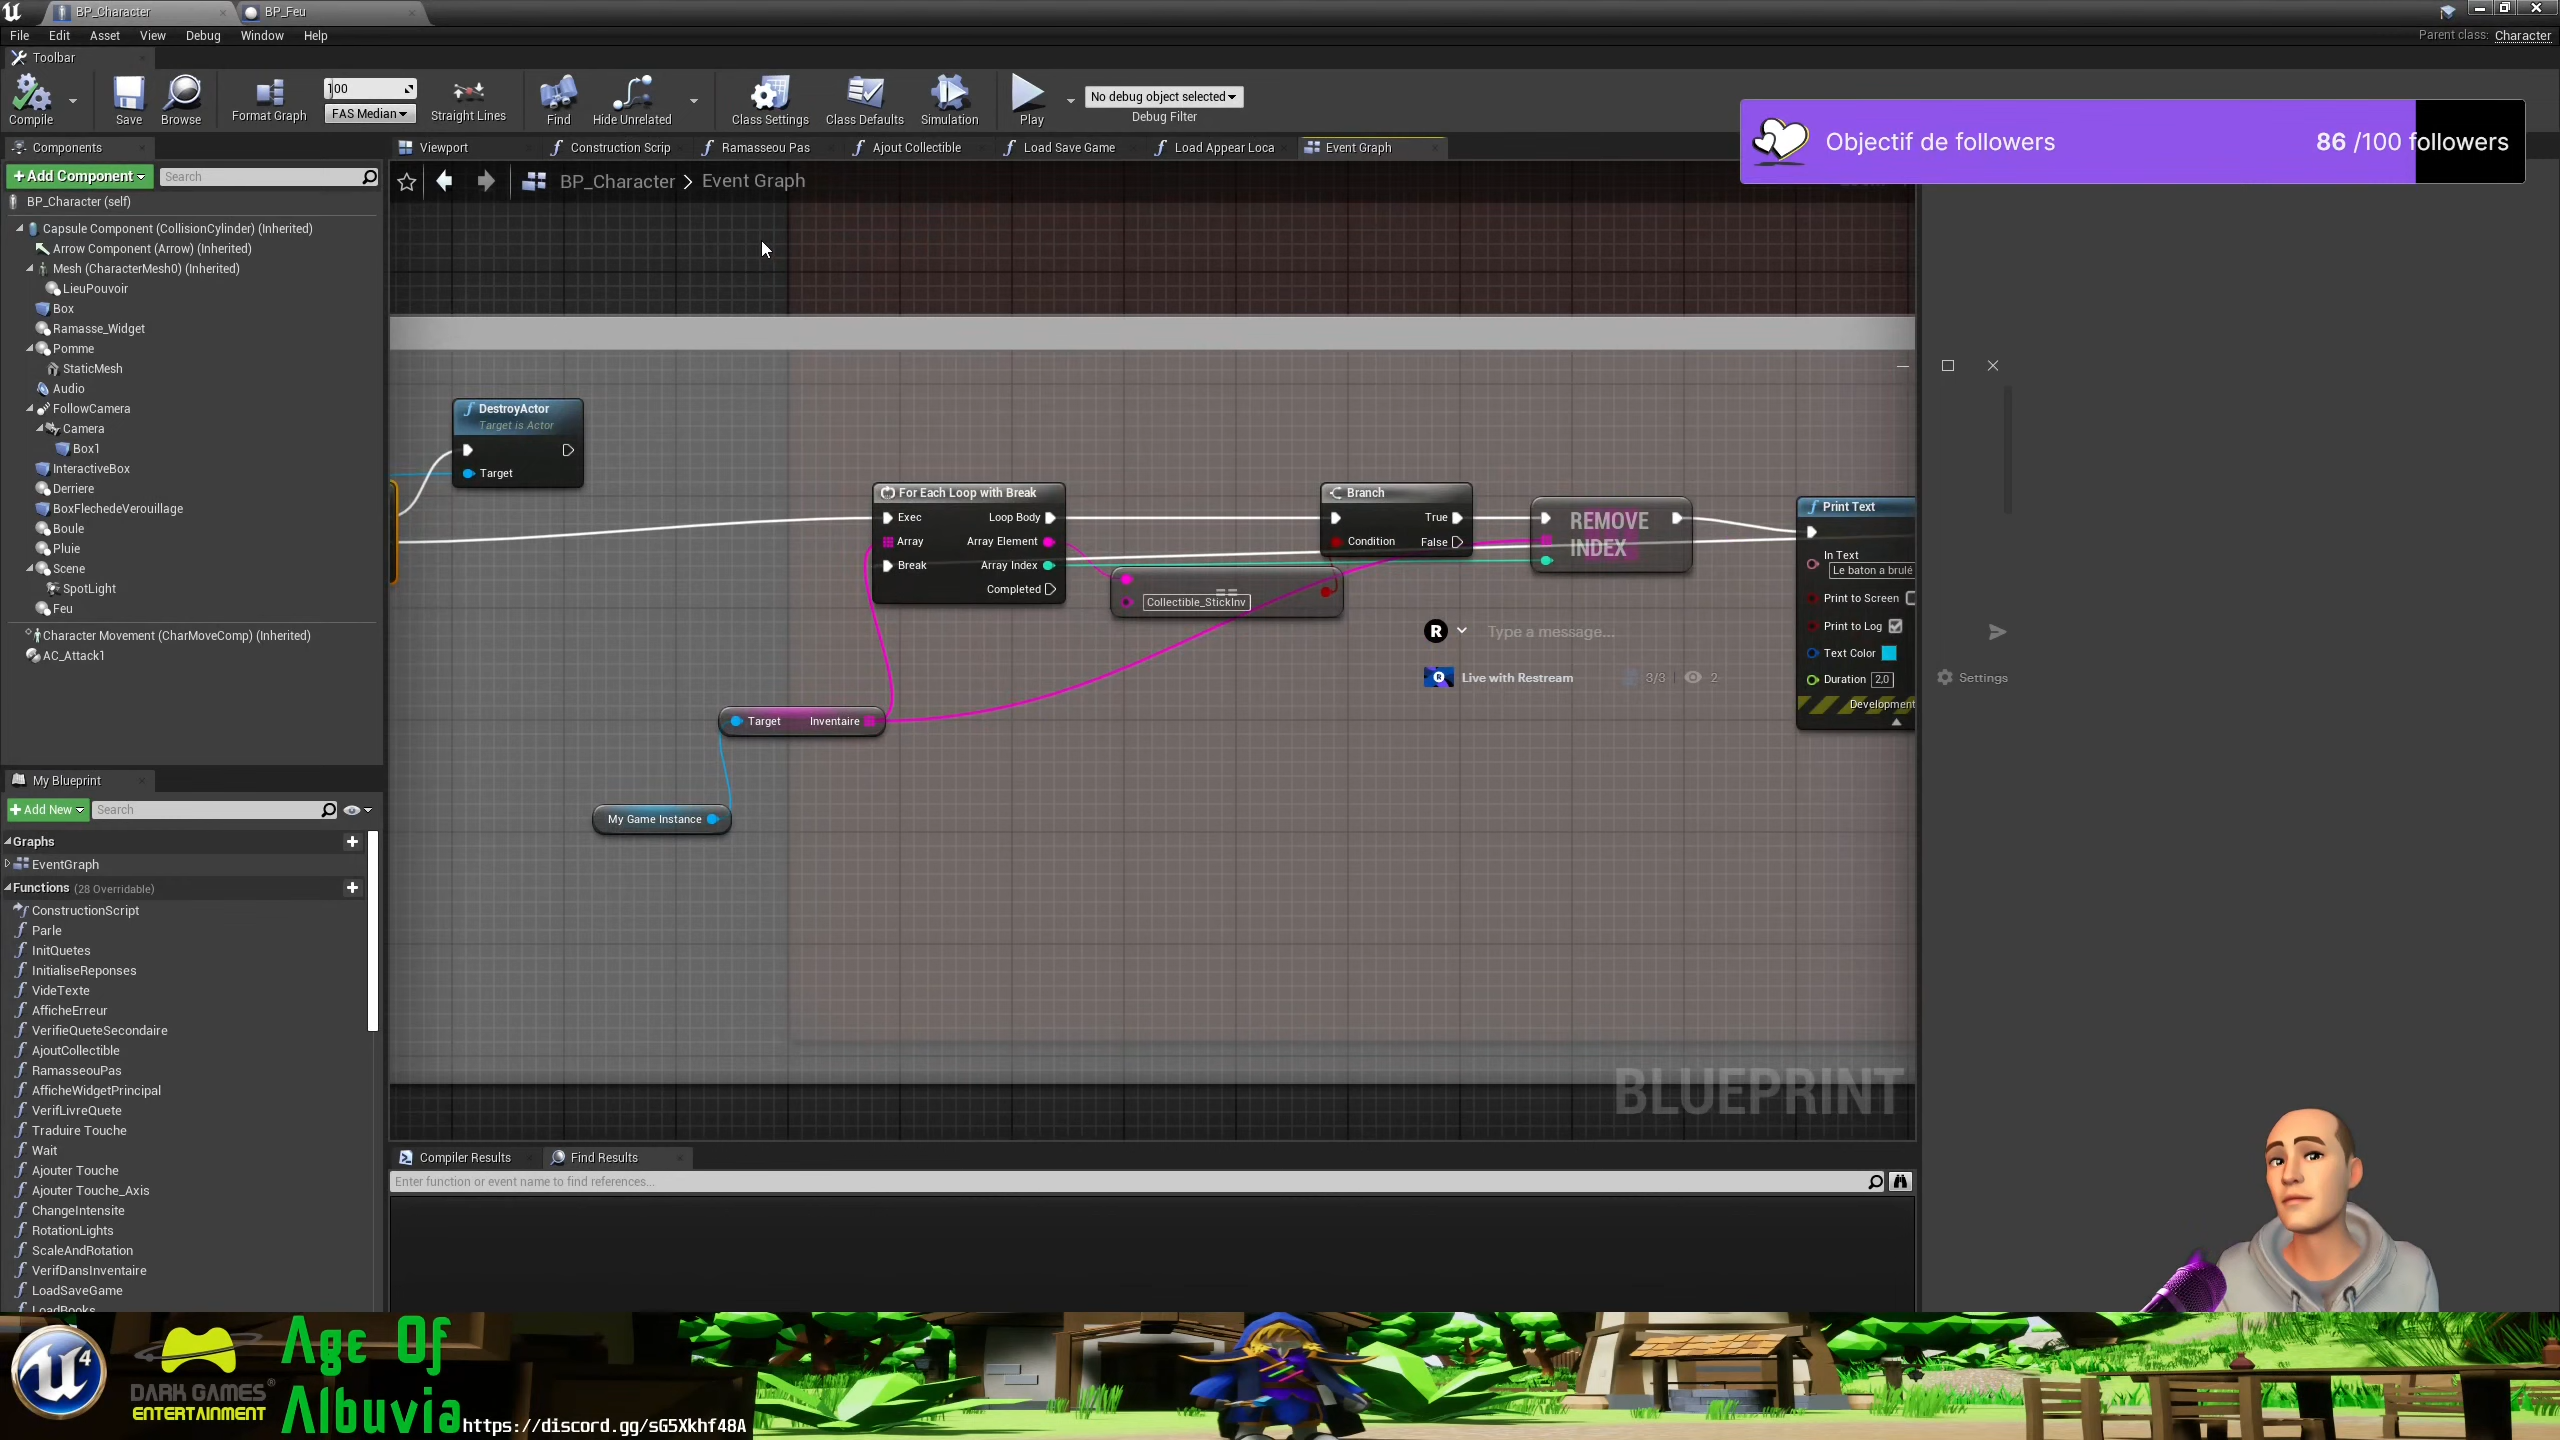 BP_Character
BP_Feu
File Edit Asset View Debug Window Help
Parent class: Character
Toolbar
Compile
Save
Browse
Format Graph
100
FAS Median
Straight Lines
Find
Hide Unrelated
Class Settings
Class Defaults
Simulation
Play
No debug object selected
Debug Filter
Objectif de followers
86 /100 followers
Components
Viewport
Construction Scrip
Ramasseou Pas
Ajout Collectible
Load Save Game
Load Appear Loca
Event Graph
+Add Component
Search
BP_Character > Event Graph
BP_Character (self)
Capsule Component (CollisionCylinder) (Inherited)
Arrow Component (Arrow) (Inherited)
Mesh (CharacterMesh0) (Inherited)
LieuPouvoir
Box
Ramasse_Widget
Pomme
StaticMesh
Audio
FollowCamera
Camera
Box1
InteractiveBox
Derriere
BoxFlechedeVerouillage
Boule
Pluie
Scene
SpotLight
Feu
Character Movement (CharMoveComp) (Inherited)
AC_Attack1
DestroyActor
Target is Actor
Target
For Each Loop with Break
Exec
Loop Body
Array
Array Element
Break
Array Index
Completed
Branch
True
Condition
False
REMOVE
INDEX
==
Collectible_StickInv
Print Text
In Text
Le baton a brulé
Print to Screen
Print to Log
Text Color
Duration 2,0
Development
R
Type a message...
Live with Restream
3/3
2
Settings
Target
Inventaire
My Game Instance
BLUEPRINT
My Blueprint
+Add New
Search
Graphs
EventGraph
Functions (28 Overridable)
ConstructionScript
Parle
InitQuetes
InitialiseReponses
VideTexte
AfficheErreur
VerifieQueteSecondaire
AjoutCollectible
RamasseouPas
AfficheWidgetPrincipal
VerifLivreQuete
Traduire Touche
Wait
Ajouter Touche
Ajouter Touche_Axis
ChangeIntensite
RotationLights
ScaleAndRotation
VerifDansInventaire
LoadSaveGame
LoadBooks
Compiler Results
Find Results
Enter function or event name to find references...
4
DARK GAMES®
ENTERTAINMENT
Age Of
Albuvia
https://discord.gg/sG5Xkhf48A